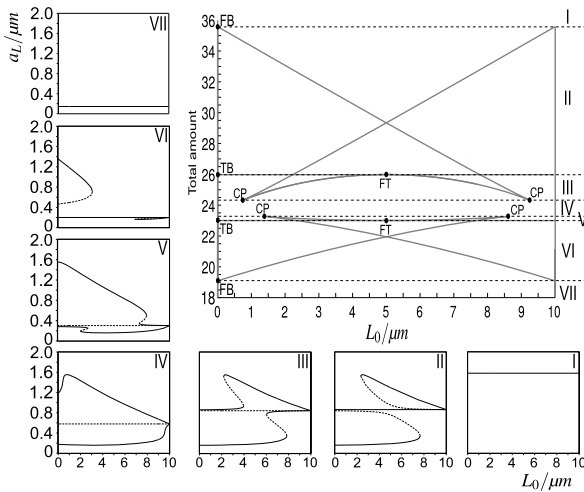 a_L/μm
VII
2.0
1.6
1.2
0.8
0.4
0
VI
2.0
1.6
1.2
0.8
0.4
0
V
2.0
1.6
1.2
0.8
0.4
0
IV
2.0
1.6
1.2
0.8
0.4
0
0 2 4 6 8 10
III
0 2 4 6 8 10
II
0 2 4 6 8 10
I
0 2 4 6 8 10
L_0/μm
Total amount
36
34
32
30
28
26
24
22
20
18
0 1 2 3 4 5 6 7 8 9 10
L_0/μm
FB
TB
FT
CP
CP
CP
CP
TB
FT
FB
I
II
III
IV
V
VI
VII